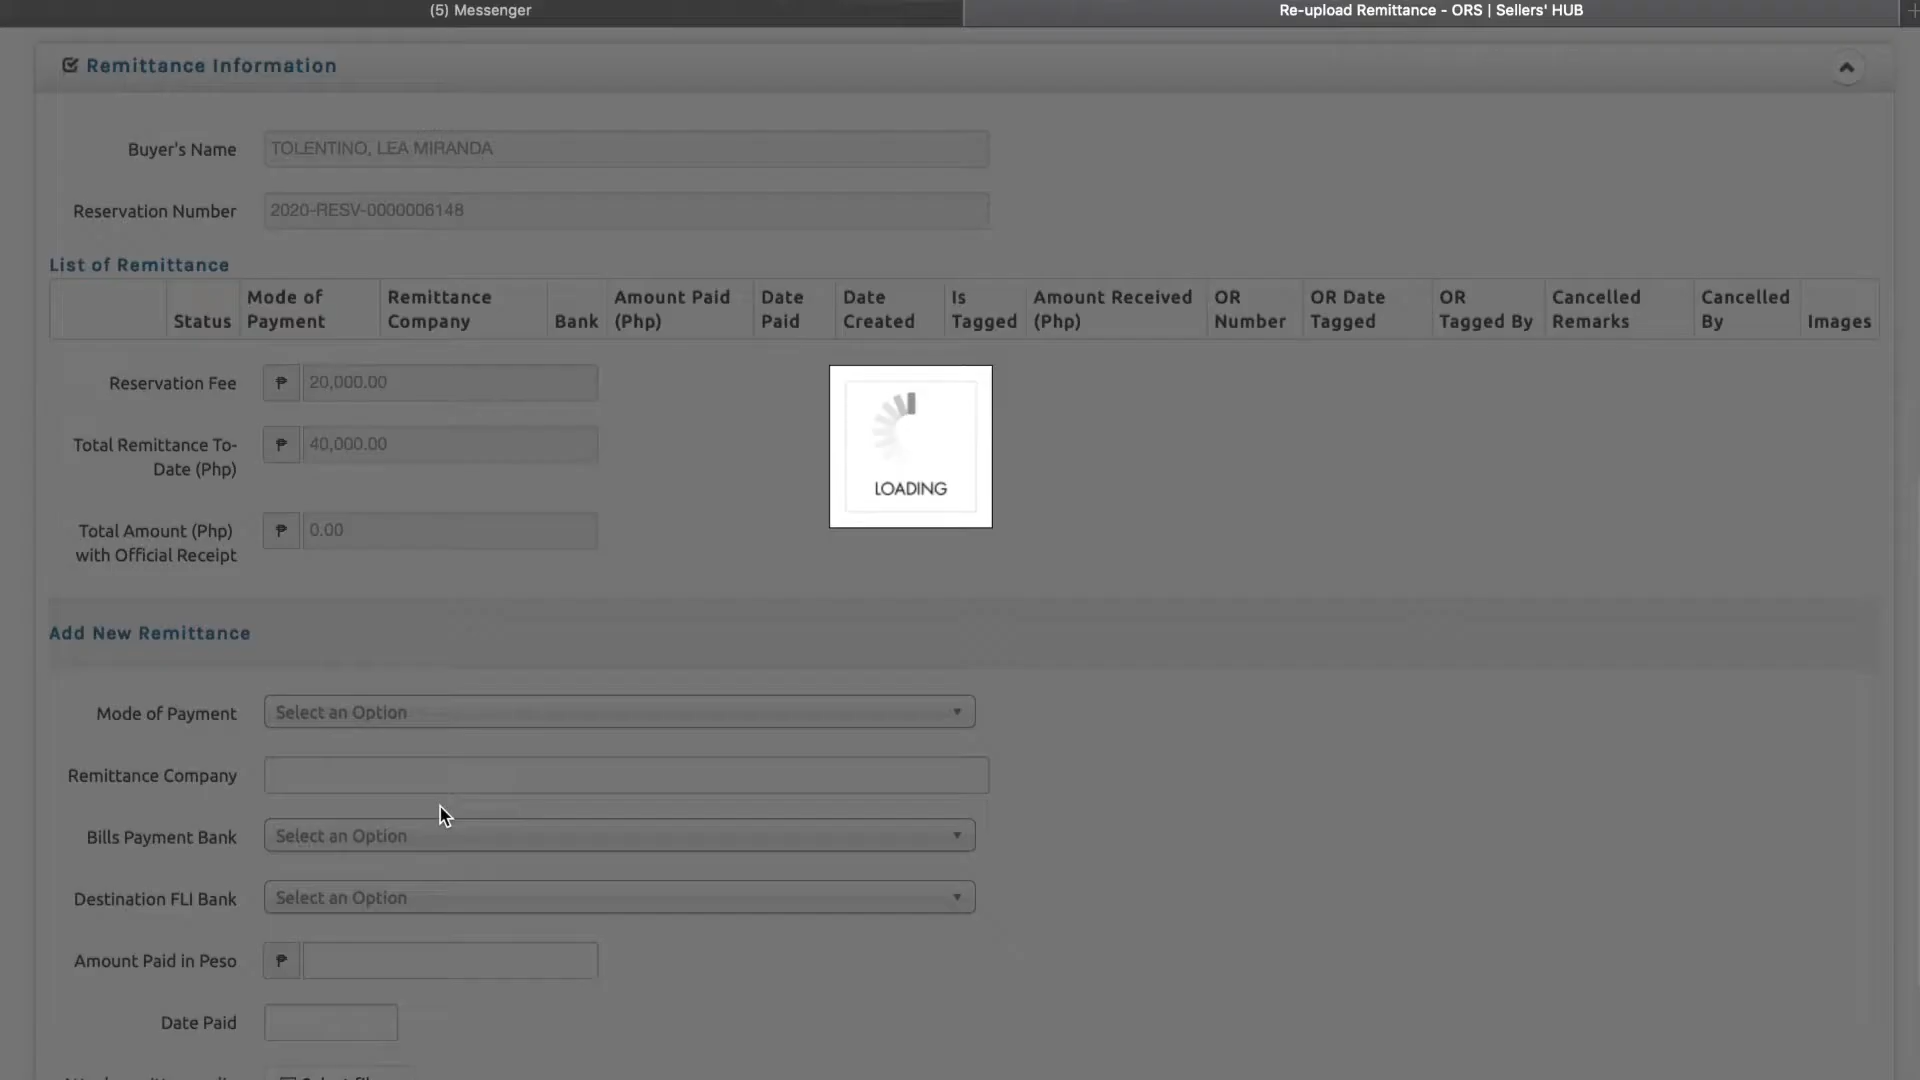 (5) Messenger
Re-upload Remittance - ORS | Sellers' HUB
Remittance Information
Buyer's Name
TOLENTINO, LEA MIRANDA
Reservation Number
2020-RESV-0000006148
List of Remittance
Status
Mode of
Payment
Remittance
Company
Bank
Amount Paid
(Php)
Date
Paid
Date
Created
Is
Tagged
Amount Received
(Php)
OR
Number
OR Date
Tagged
OR
Tagged By
Cancelled
Remarks
Cancelled
By
Images
Reservation Fee
₱ 20,000.00
Total Remittance To-
Date (Php)
₱ 40,000.00
Total Amount (Php)
with Official Receipt
₱ 0.00
LOADING
Add New Remittance
Mode of Payment
Select an Option
Remittance Company
Bills Payment Bank
Select an Option
Destination FLI Bank
Select an Option
Amount Paid in Peso
₱
Date Paid